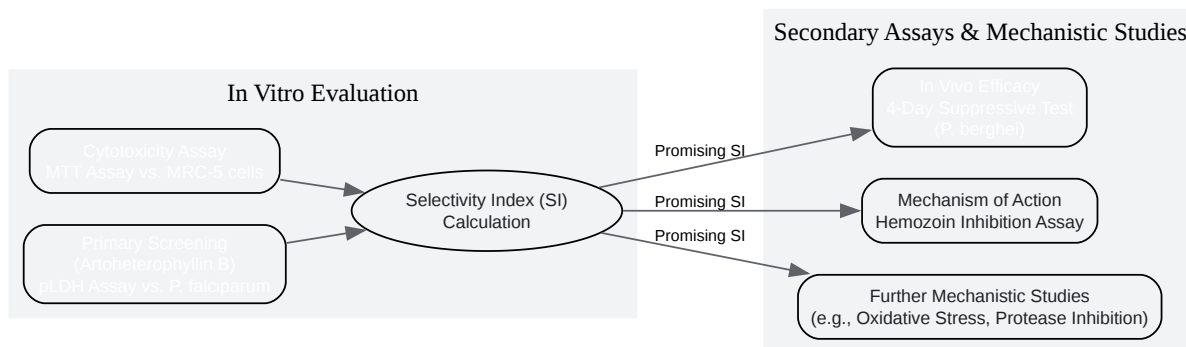 In Vitro Evaluation
Cytotoxicity Assay
MTT Assay vs. MRC-5 cells
Primary Screening
(Artoheterophyllin B)
pLDH Assay vs. P. falciparum
Selectivity Index (SI)
Calculation
Promising SI
Promising SI
Promising SI
Secondary Assays & Mechanistic Studies
In Vivo Efficacy
4-Day Suppressive Test
(P. berghei)
Mechanism of Action
Hemozoin Inhibition Assay
Further Mechanistic Studies
(e.g., Oxidative Stress, Protease Inhibition)